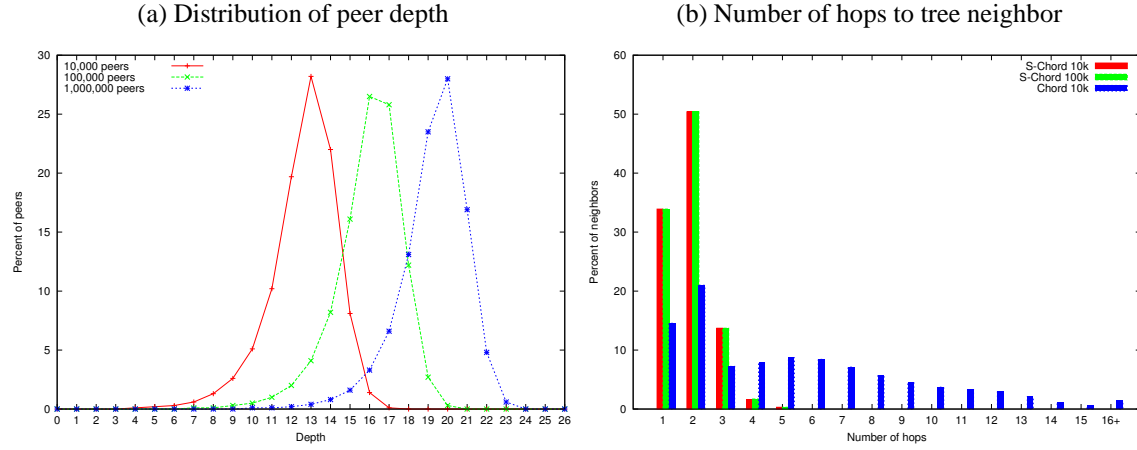 (a) Distribution of peer depth
30
25
20
15
10
5
0
Percent of peers
10,000 peers
100,000 peers
1,000,000 peers
0 1 2 3 4 5 6 7 8 9 10 11 12 13 14 15 16 17 18 19 20 21 22 23 24 25 26
Depth
(b) Number of hops to tree neighbor
60
50
40
30
20
10
0
Percent of neighbors
S-Chord 10k
S-Chord 100k
Chord 10k
1 2 3 4 5 6 7 8 9 10 11 12 13 14 15 16+
Number of hops